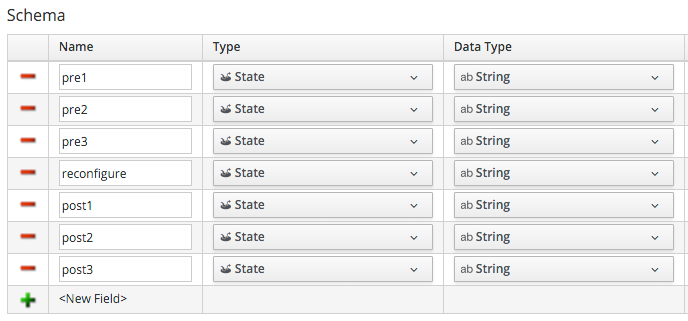 Schema
Name Type Data Type
pre1 State ab String
pre2 State ab String
pre3 State ab String
reconfigure State ab String
post1 State ab String
post2 State ab String
post3 State ab String
<New Field>